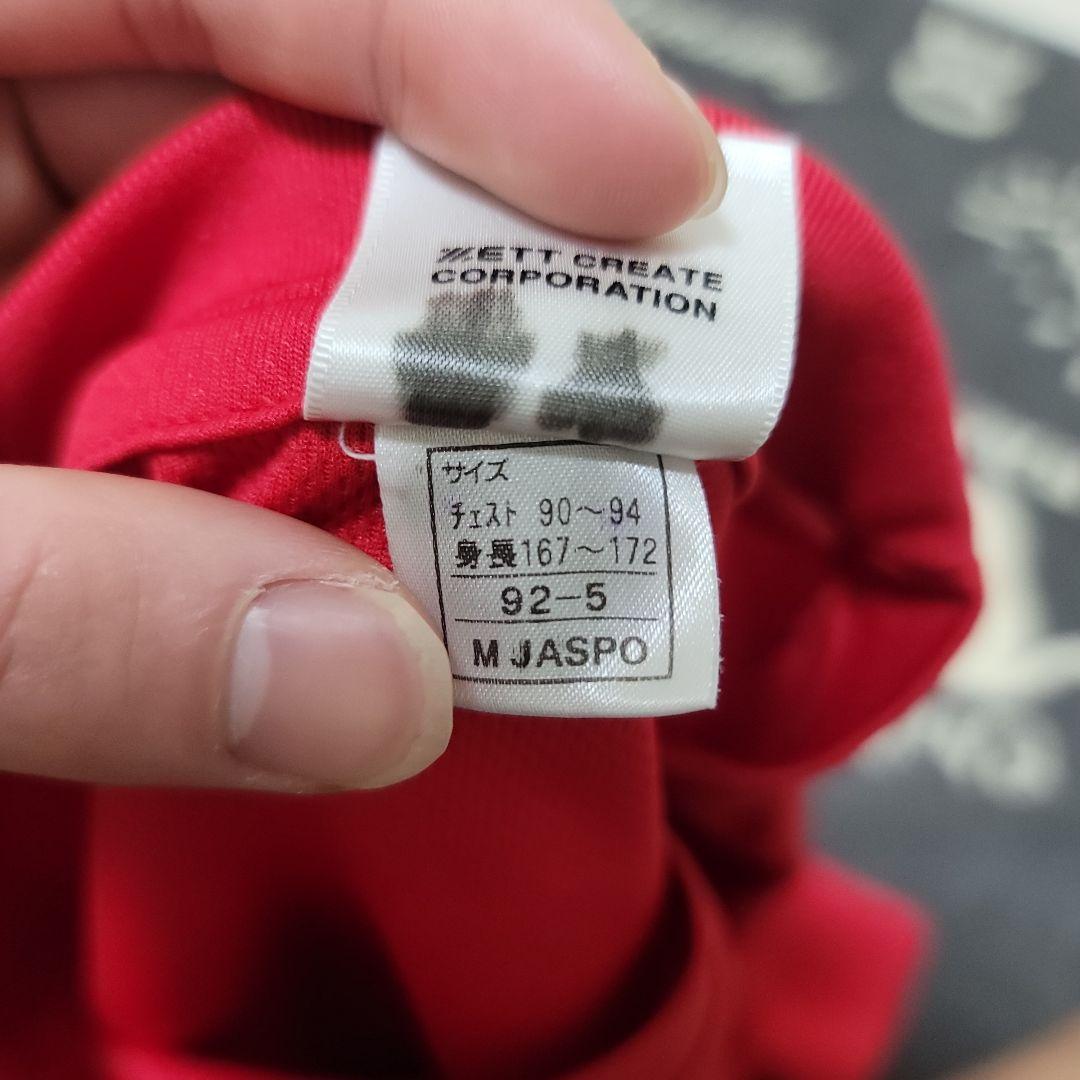 ZETT CREATE
CORPORATION
サイズ
チェスト 90～94
身長167～172
92-5
M JASPO